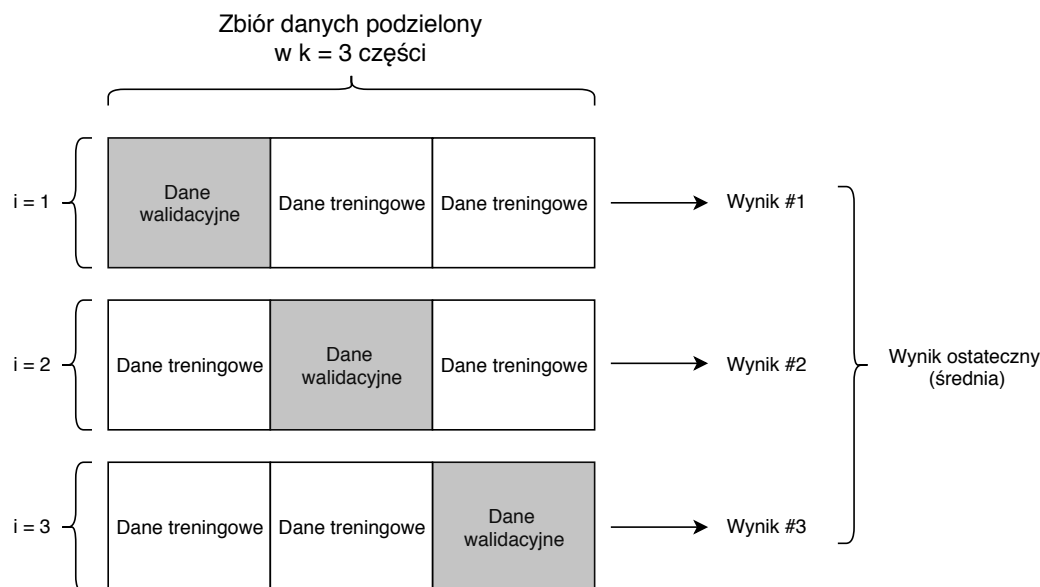 Zbiór danych podzielony
w k = 3 części
i = 1
Dane
walidacyjne
Dane treningowe
Dane treningowe
Wynik #1
i = 2
Dane treningowe
Dane
walidacyjne
Dane treningowe
Wynik #2
Wynik ostateczny
(średnia)
i = 3
Dane treningowe
Dane treningowe
Dane
walidacyjne
Wynik #3